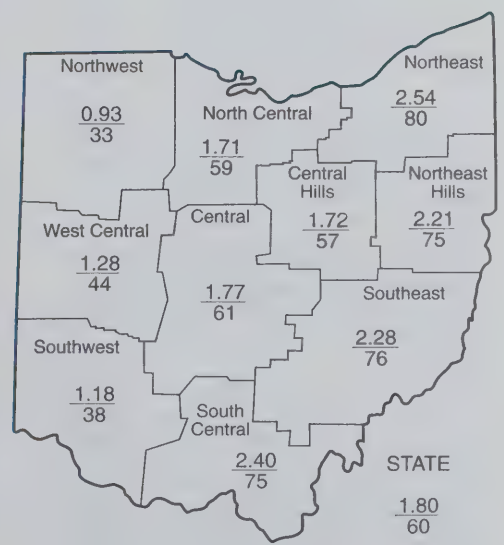 Northwest
0.93
33
North Central
1.71
59
Northeast
2.54
80
Central
Hills
1.72
57
Northeast
Hills
2.21
75
West Central
1.28
44
Central
1.77
61
Southeast
2.28
76
Southwest
1.18
38
South
Central
2.40
75
STATE
1.80
60